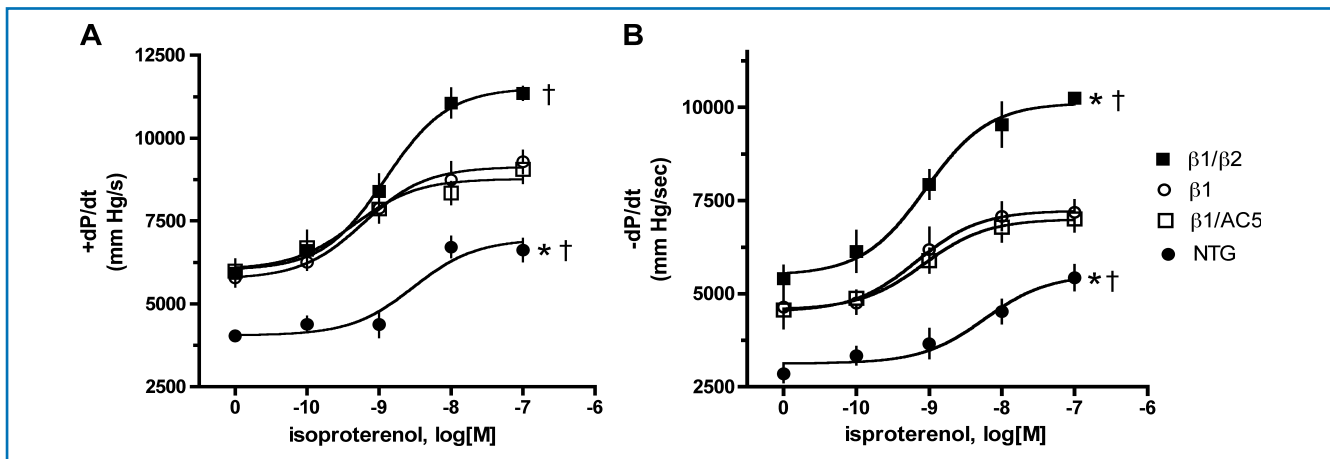 A
12500
10000
7500
5000
2500
+dP/dt
(mm Hg/s)
†
* †
0 -10 -9 -8 -7 -6
isoproterenol, log[M]
B
10000
7500
5000
2500
-dP/dt
(mm Hg/sec)
* †
*†
0 -10 -9 -8 -7 -6
isproterenol, log[M]
β1/β2
β1
β1/AC5
NTG